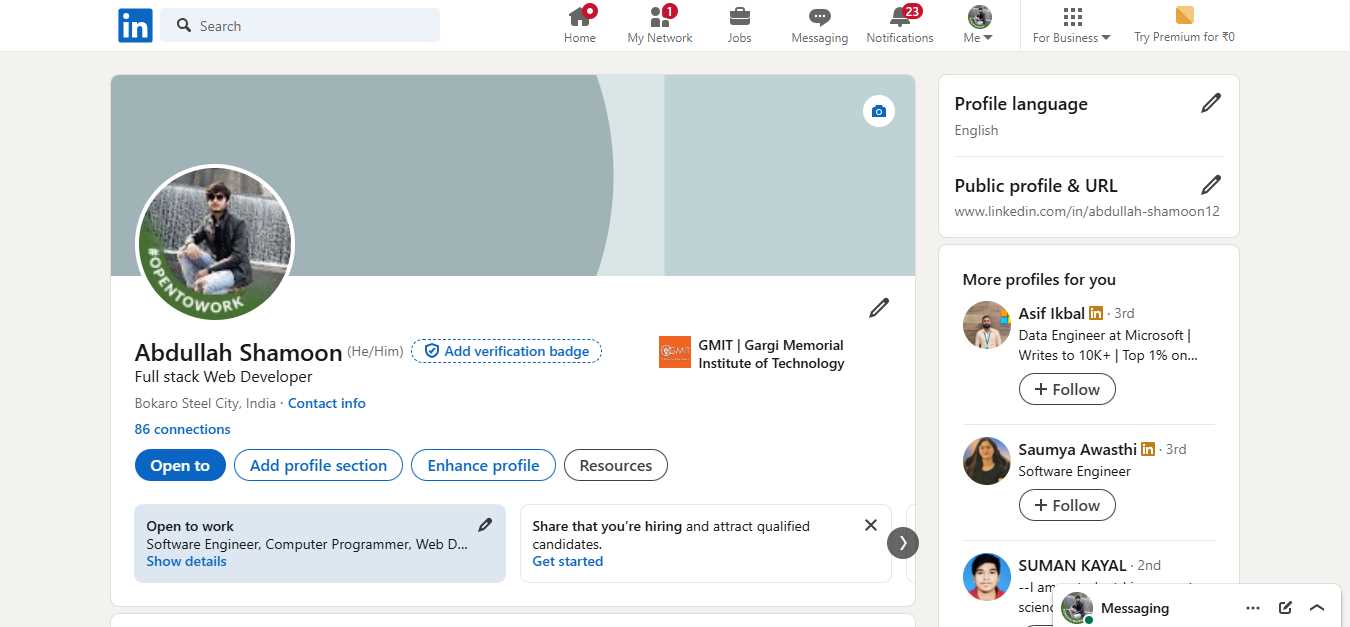 in
Search
Home
1
My Network
Jobs
Messaging
23
Notifications
Me
For Business
Try Premium for ₹0
#OPENTOWORK
Abdullah Shamoon (He/Him) Add verification badge
Full stack Web Developer
Bokaro Steel City, India · Contact info
86 connections
GMIT
GMIT | Gargi Memorial
Institute of Technology
Open to
Add profile section
Enhance profile
Resources
Open to work
Software Engineer, Computer Programmer, Web D...
Show details
Share that you're hiring and attract qualified
candidates.
Get started
Profile language
English
Public profile & URL
www.linkedin.com/in/abdullah-shamoon12
More profiles for you
Asif Ikbal in · 3rd
Data Engineer at Microsoft |
Writes to 10K+ | Top 1% on...
+ Follow
Saumya Awasthi in · 3rd
Software Engineer
+ Follow
SUMAN KAYAL · 2nd
--I am
Messaging